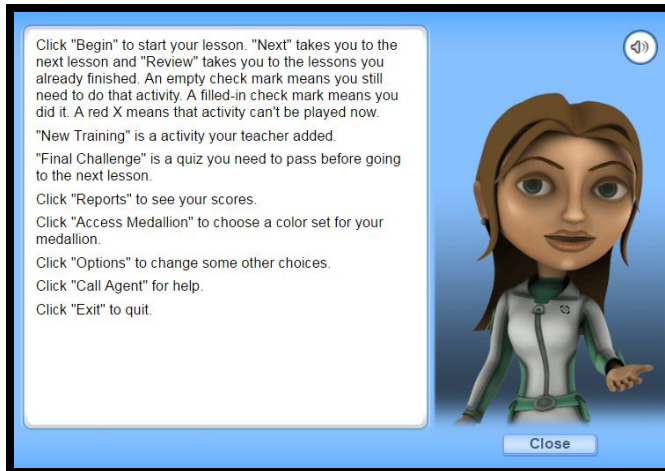 Click "Begin" to start your lesson. "Next" takes you to the
next lesson and "Review" takes you to the lessons you
already finished. An empty check mark means you still
need to do that activity. A filled-in check mark means you
did it. A red X means that activity can't be played now.
"New Training" is a activity your teacher added.
"Final Challenge" is a quiz you need to pass before going
to the next lesson.
Click "Reports" to see your scores.
Click "Access Medallion" to choose a color set for your
medallion.
Click "Options" to change some other choices.
Click "Call Agent" for help.
Click "Exit" to quit.
Close